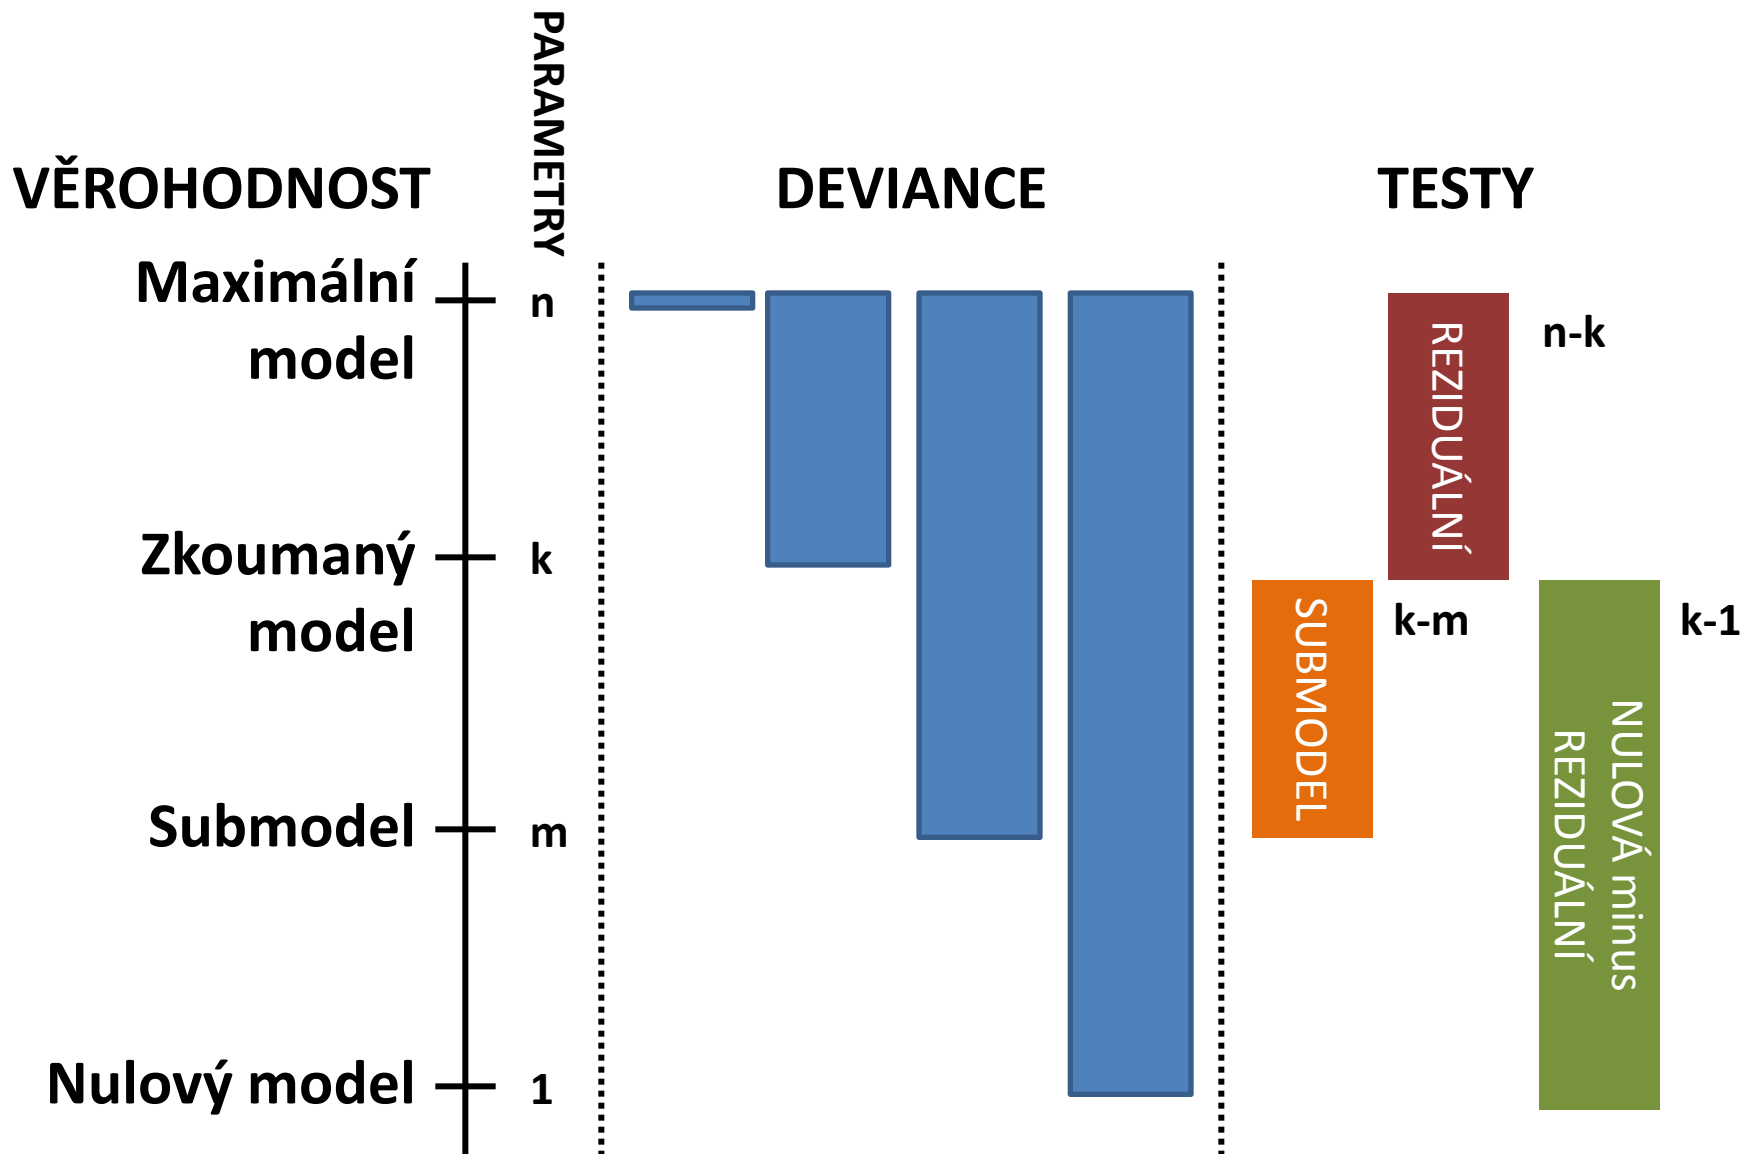 PARAMETRY
VĚROHODNOST
DEVIANCE
TESTY
Maximální
model
n
Zkoumaný
model
k
Submodel
m
Nulový model
1
REZIDUÁLNÍ
n-k
SUBMODEL
k-m
NULOVÁ minus
REZIDUÁLNÍ
k-1